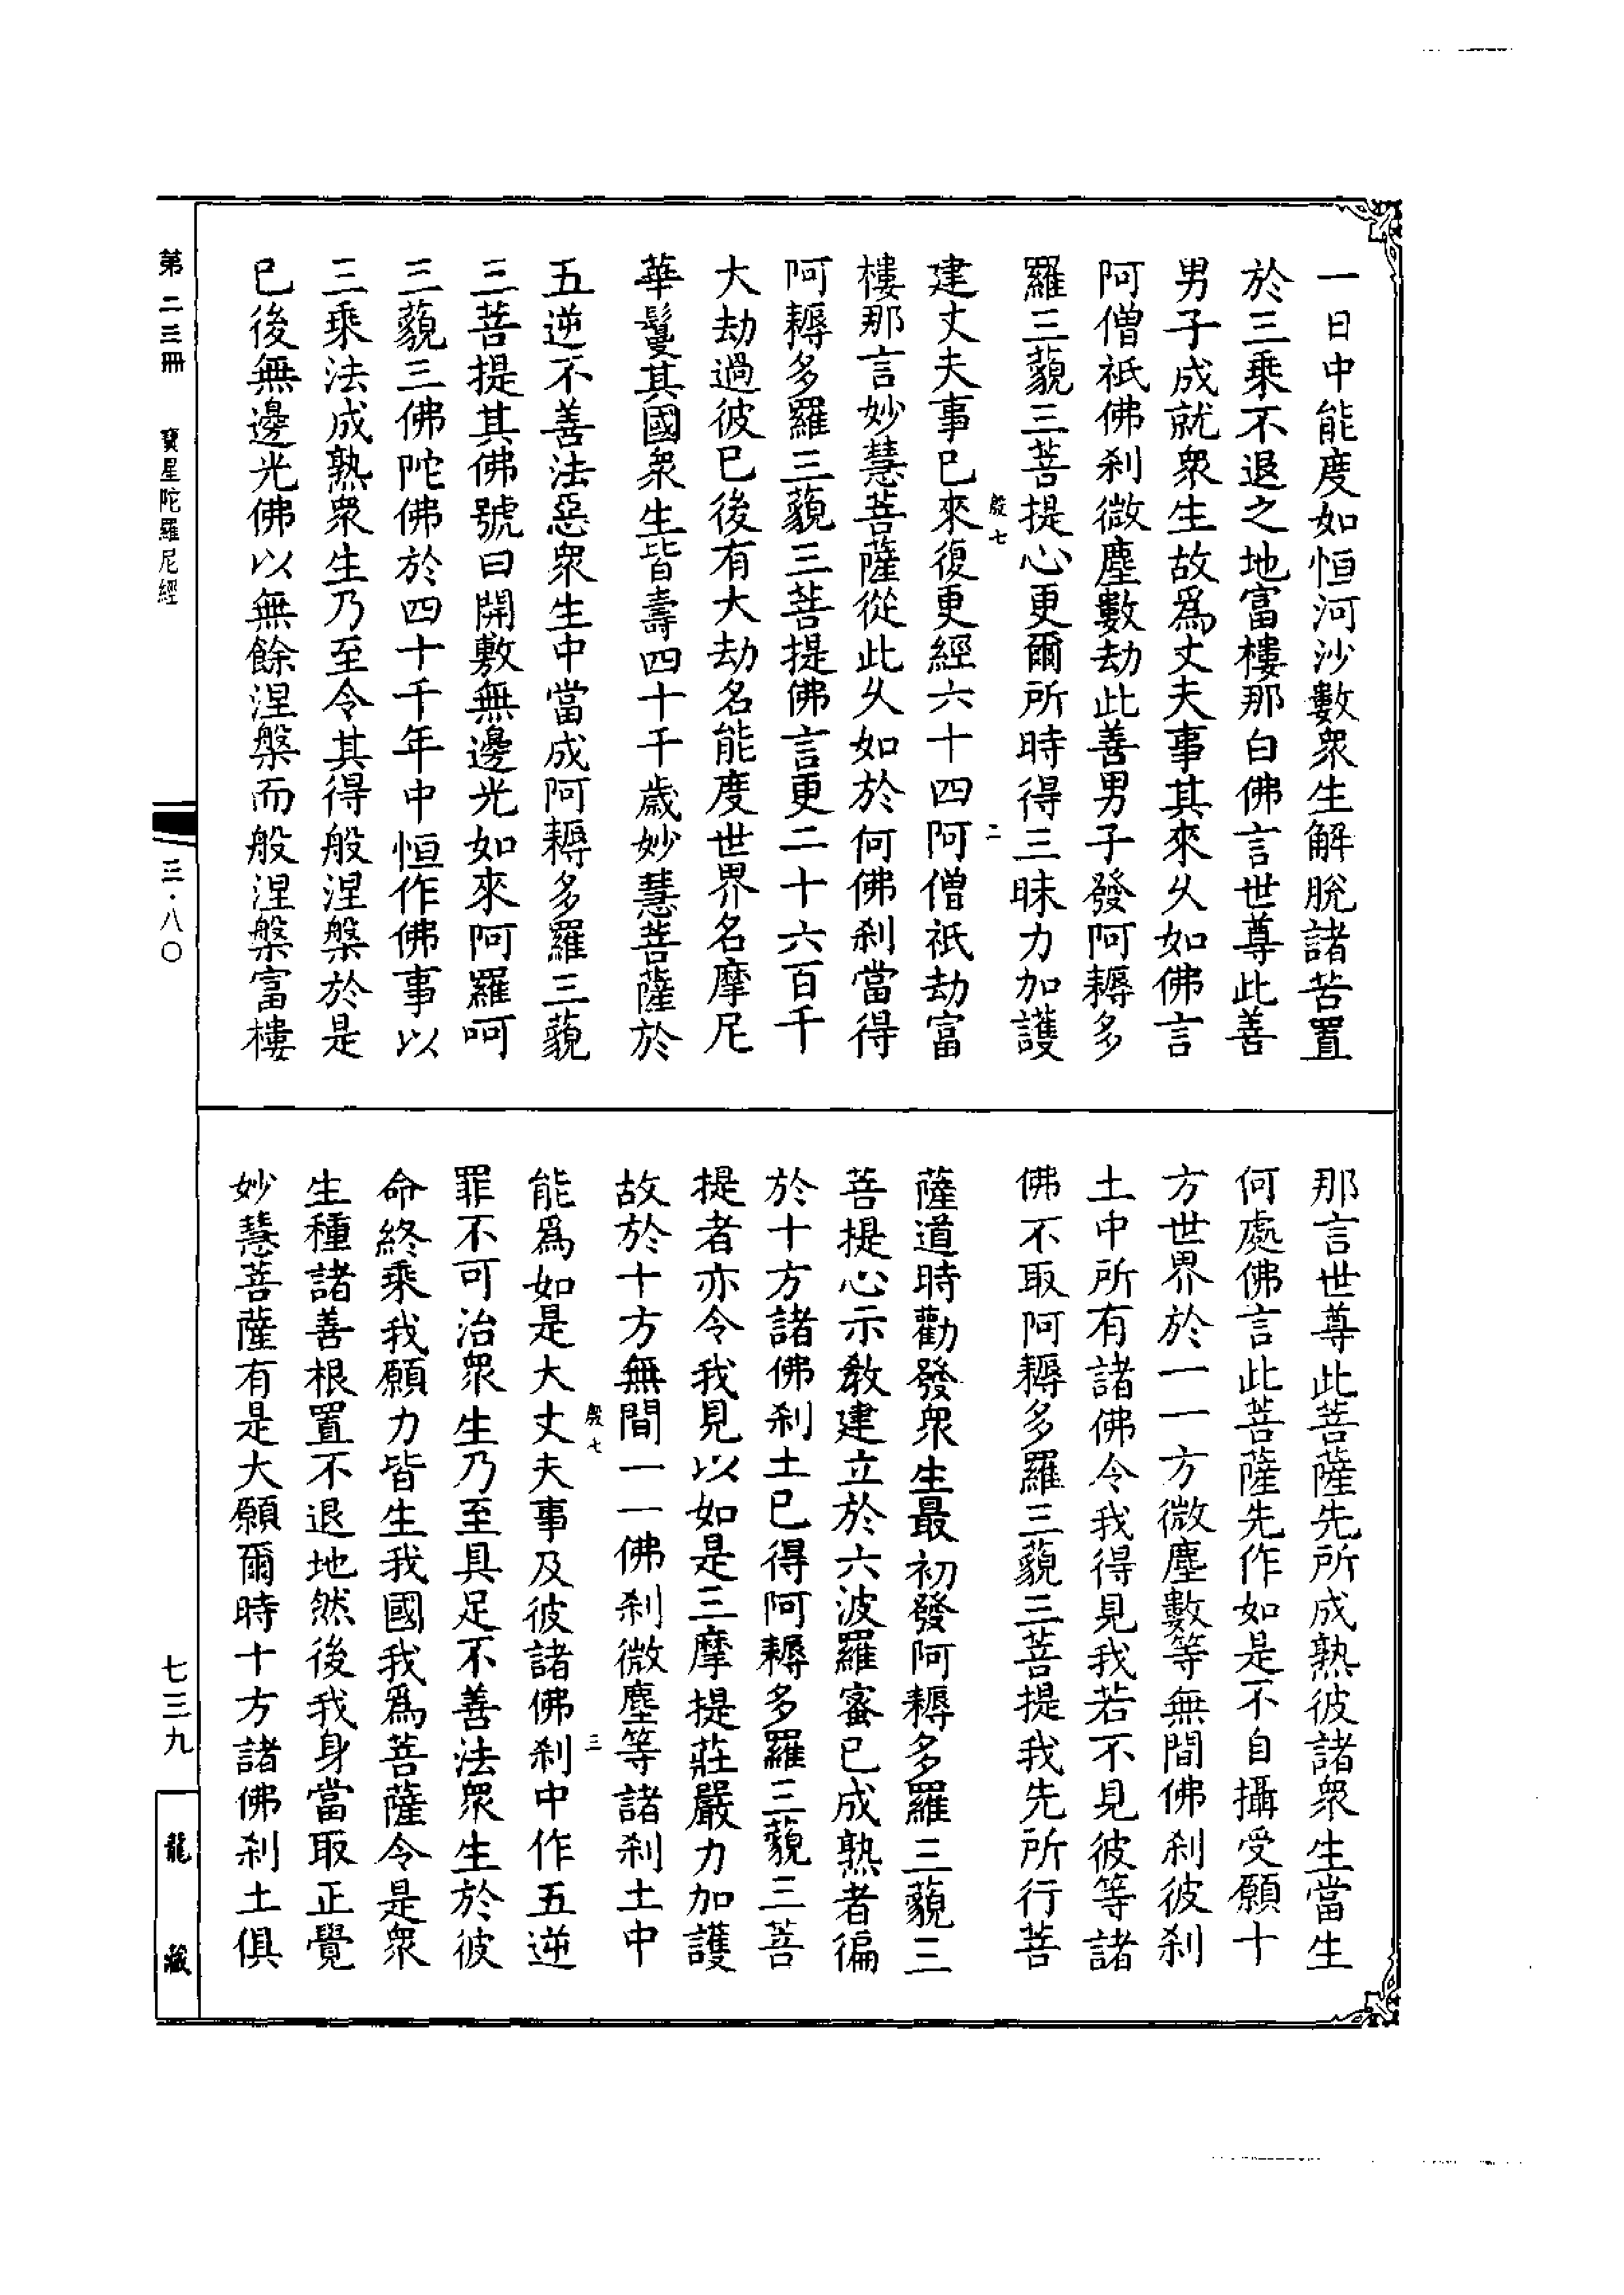 一日中能度如恒河沙數衆生解脫諸苦置
於三乘不退之地富樓那白佛言世尊此善
男子成就衆生故爲丈夫事其來久如佛言
阿僧祇佛刹微塵數劫此善男子發阿耨多
羅三藐三菩提心更爾所時得三昧力加護
殷七 二
建丈夫事已來復更經六十四阿僧祇劫富
樓那言妙慧菩薩從此久如於何佛刹當得
阿耨多羅三藐三菩提佛言更二十六百千
大劫過彼已後有大劫名能度世界名摩尼
華鬘其國衆生皆壽四十千歲妙慧菩薩於
五逆不善法惡衆生中當成阿耨多羅三藐
三菩提其佛號曰開敷無邊光如來阿羅呵
三藐三佛陀佛於四十千年中恒作佛事以
三乘法成熟衆生乃至令其得般涅槃於是
已後無邊光佛以無餘涅槃而般涅槃富樓
那言世尊此菩薩先所成熟彼諸衆生當生
何處佛言此菩薩先作如是不自攝受願十
方世界於一一方微塵數等無間佛刹彼刹
土中所有諸佛令我得見我若不見彼等諸
佛不取阿耨多羅三藐三菩提我先所行菩
薩道時勸發衆生最初發阿耨多羅三藐三
菩提心示教建立於六波羅蜜已成熟者徧
於十方諸佛刹土已得阿耨多羅三藐三菩
提者亦令我見以如是三摩提莊嚴力加護
故於十方無間一一佛刹微塵等諸刹土中
殷七 三
能爲如是大丈夫事及彼諸佛刹中作五逆
罪不可治衆生乃至具足不善法衆生於彼
命終乘我願力皆生我國我爲菩薩令是衆
生種諸善根置不退地然後我身當取正覺
妙慧菩薩有是大願爾時十方諸佛刹土俱
第二三冊 寶星陀羅尼經
三·八〇
七三九
龍藏